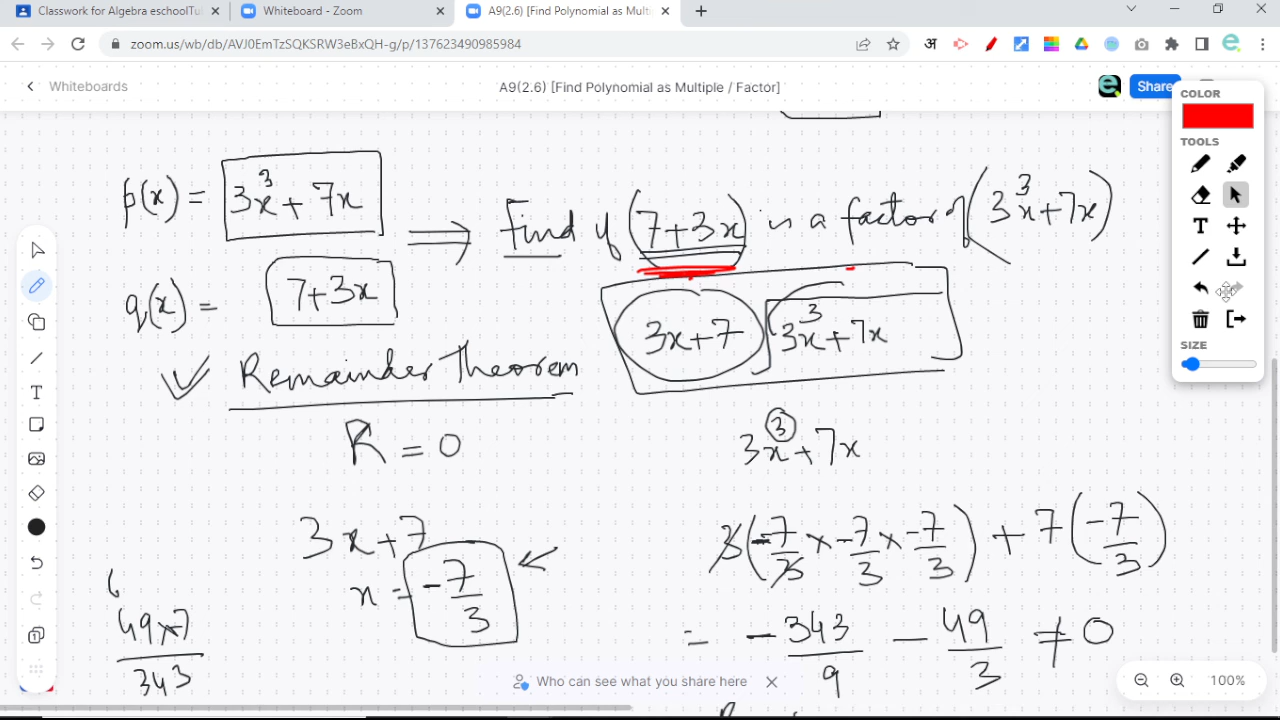 Classwork for Algebra eschoolTu
Whiteboard - Zoom
A9(2.6) [Find Polynomial as Mult
zoom.us/wb/db/AVJ0EmTzSQKSRW3eRxQH-g/p/137623490985984
अ
Whiteboards
A9(2.6) [Find Polynomial as Multiple / Factor]
Share
COLOR
TOOLS
SIZE
p(x) = 3x³ + 7x ⟹ Find if (7+3x) is a factor of (3x³+7x)
q(x) = 7+3x
3x+7 3x³+7x
Remainder Theorem
R = 0
3x³+7x
3x+7
x = -7/3
3(-7/3 × -7/3 × -7/3) + 7(-7/3)
= -343/9 - 49/3 ≠ 0
49×7
343
Who can see what you share here
100%